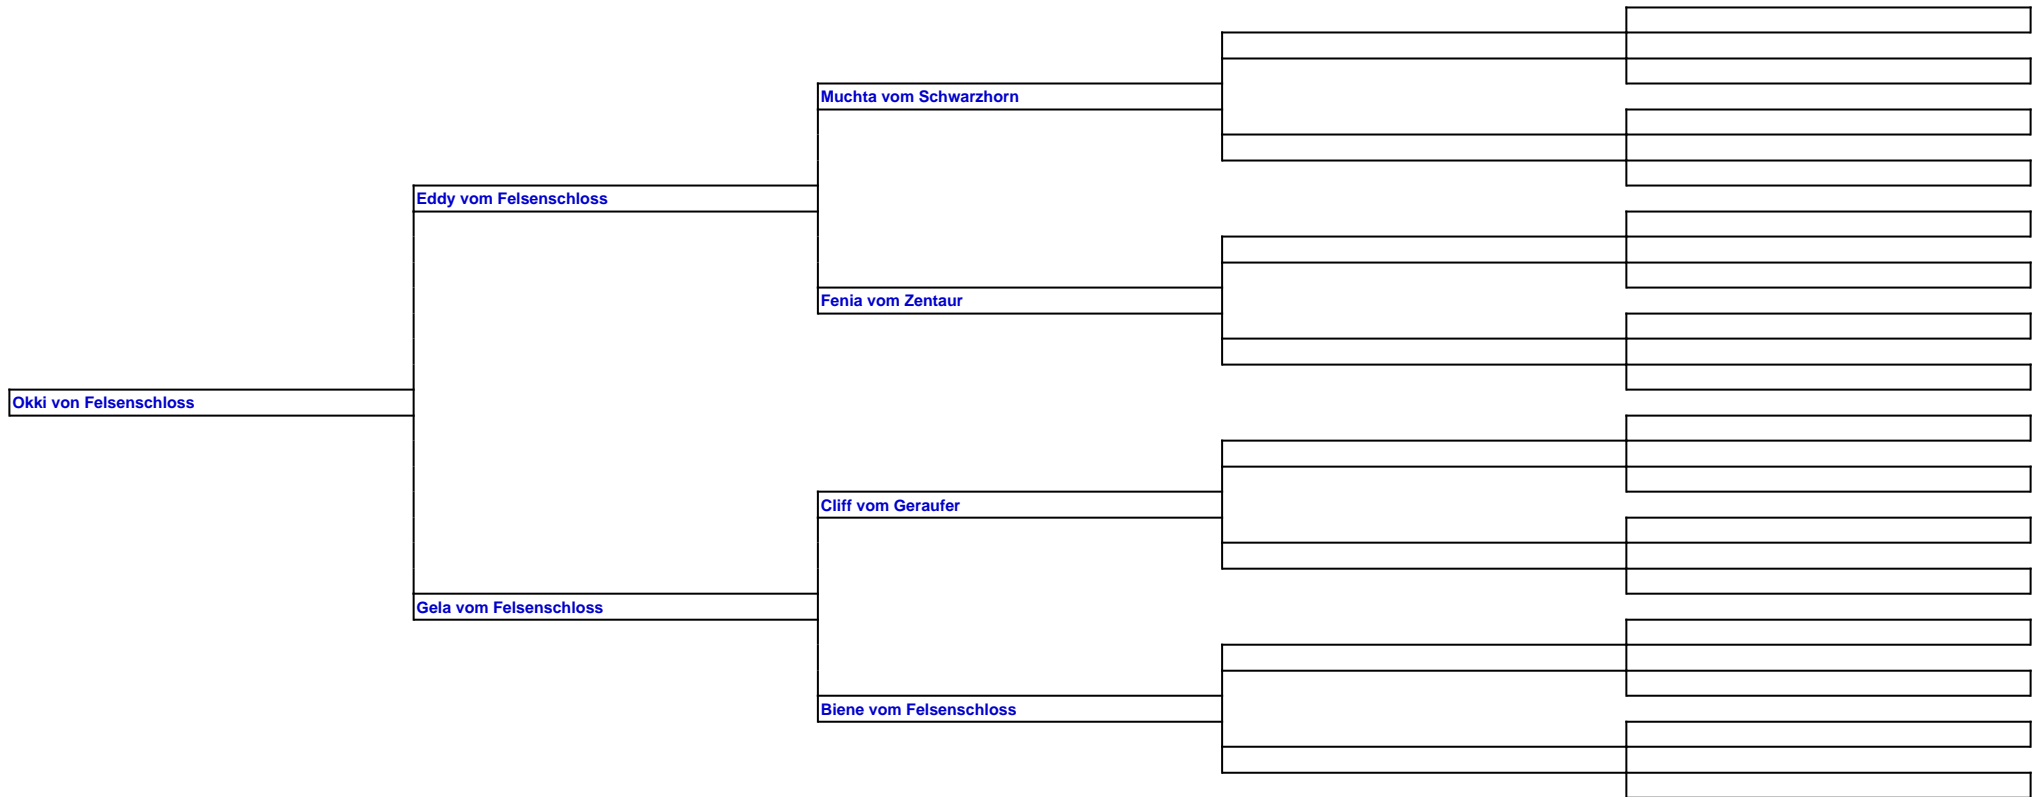 Muchta vom Schwarzhorn
Eddy vom Felsenschloss
Fenia vom Zentaur
Okki von Felsenschloss
Cliff vom Geraufer
Gela vom Felsenschloss
Biene vom Felsenschloss